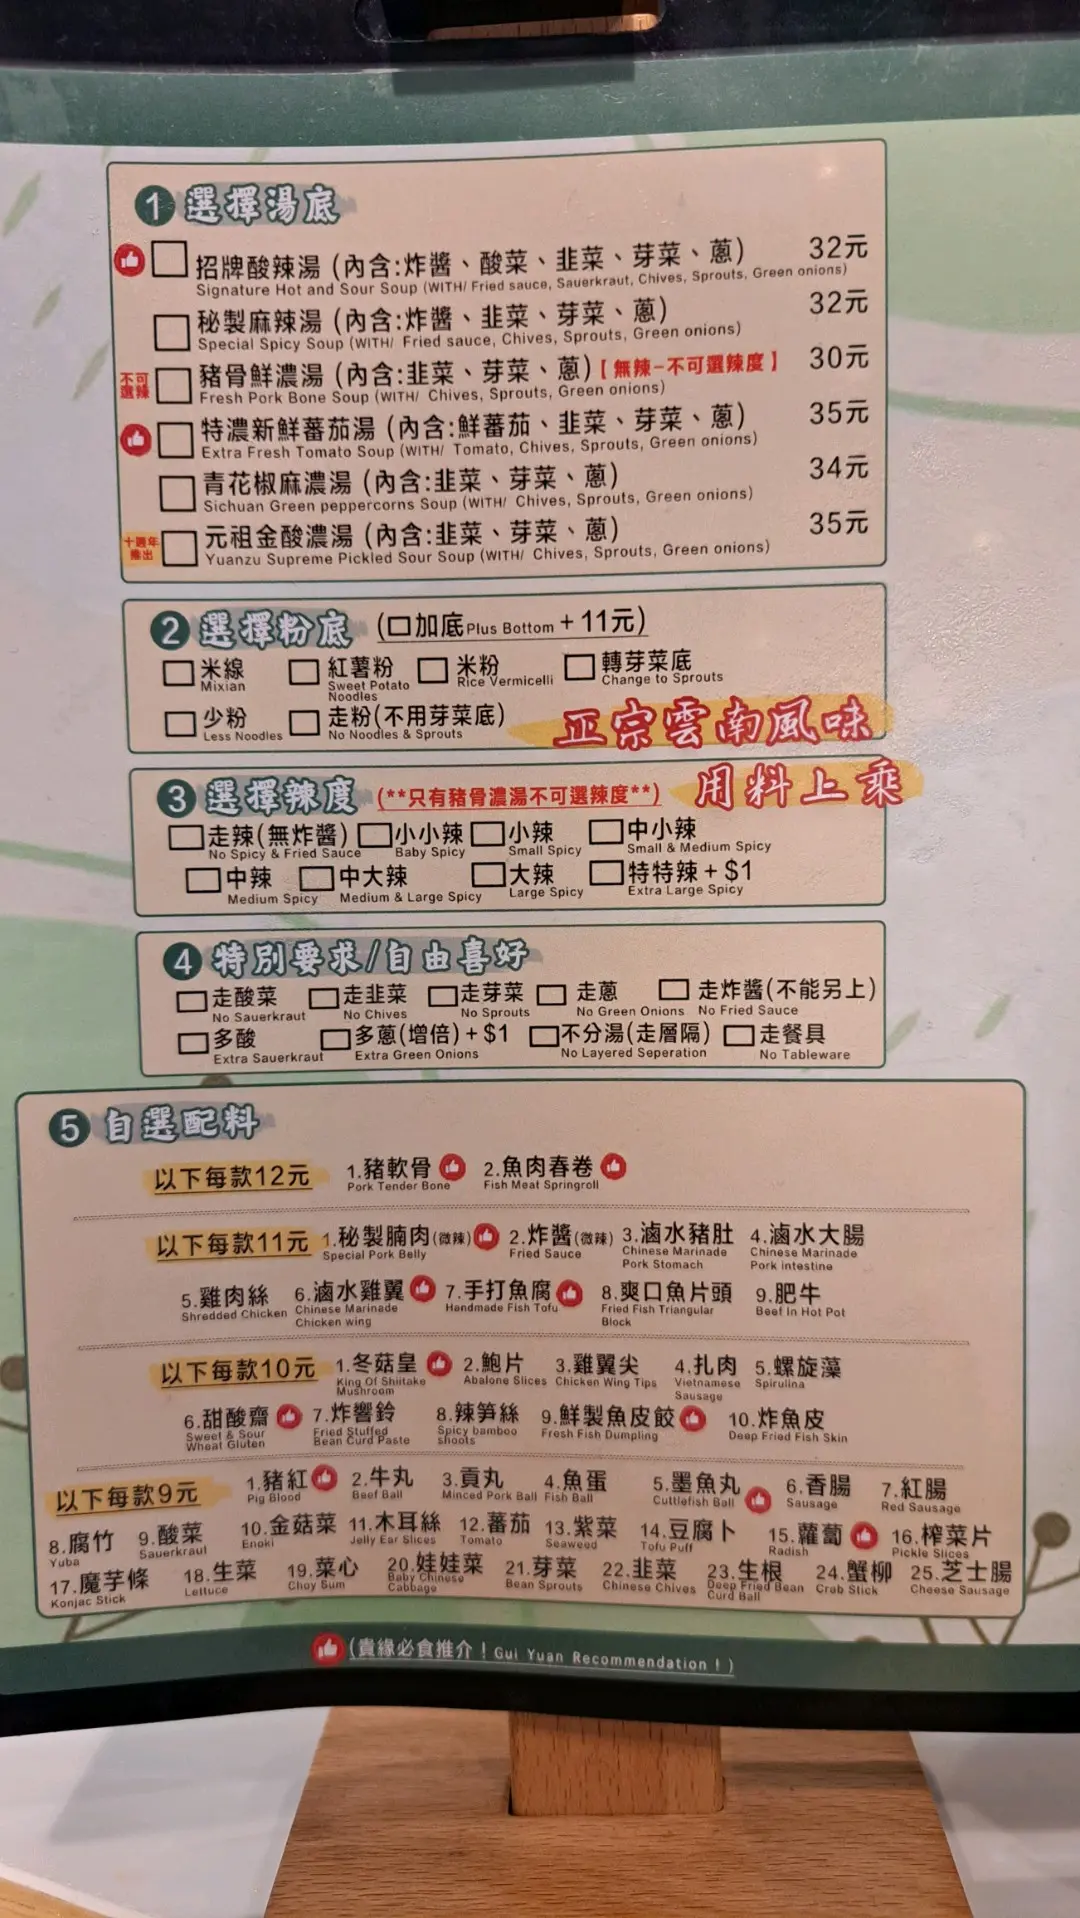 1 選擇湯底
招牌酸辣湯 (內含:炸醬、酸菜、韭菜、芽菜、蔥) 32元
Signature Hot and Sour Soup (WITH/ Fried sauce, Sauerkraut, Chives, Sprouts, Green onions)
秘製麻辣湯 (內含:炸醬、韭菜、芽菜、蔥) 32元
Special Spicy Soup (WITH/ Fried sauce, Chives, Sprouts, Green onions)
不可選辣 豬骨鮮濃湯 (內含:韭菜、芽菜、蔥)【無辣-不可選辣度】 30元
Fresh Pork Bone Soup (WITH/ Chives, Sprouts, Green onions)
特濃新鮮蕃茄湯 (內含:鮮蕃茄、韭菜、芽菜、蔥) 35元
Extra Fresh Tomato Soup (WITH/ Tomato, Chives, Sprouts, Green onions)
青花椒麻濃湯 (內含:韭菜、芽菜、蔥) 34元
Sichuan Green peppercorns Soup (WITH/ Chives, Sprouts, Green onions)
十週年推出 元祖金酸濃湯 (內含:韭菜、芽菜、蔥) 35元
Yuanzu Supreme Pickled Sour Soup (WITH/ Chives, Sprouts, Green onions)
2 選擇粉底 (□加底 Plus Bottom + 11元)
米線 紅薯粉 米粉 轉芽菜底
Mixian Sweet Potato Noodles Rice Vermicelli Change to Sprouts
少粉 走粉(不用芽菜底)
Less Noodles No Noodles & Sprouts
正宗雲南風味
用料上乘
3 選擇辣度 (**只有豬骨濃湯不可選辣度**)
走辣(無炸醬) 小小辣 小辣 中小辣
No Spicy & Fried Sauce Baby Spicy Small Spicy Small & Medium Spicy
中辣 中大辣 大辣 特特辣 + $1
Medium Spicy Medium & Large Spicy Large Spicy Extra Large Spicy
4 特別要求/自由喜好
走酸菜 走韭菜 走芽菜 走蔥 走炸醬(不能另上)
No Sauerkraut No Chives No Sprouts No Green Onions No Fried Sauce
多酸 多蔥(增倍) + $1 不分湯(走層隔) 走餐具
Extra Sauerkraut Extra Green Onions No Layered Seperation No Tableware
5 自選配料
以下每款12元 1.豬軟骨 2.魚肉春卷
Pork Tender Bone Fish Meat Springroll
以下每款11元 1.秘製腩肉(微辣) 2.炸醬(微辣) 3.滷水豬肚 4.滷水大腸
Special Pork Belly Fried Sauce Chinese Marinade Pork Stomach Chinese Marinade Pork intestine
5.雞肉絲 6.滷水雞翼 7.手打魚腐 8.爽口魚片頭 9.肥牛
Shredded Chicken Chinese Marinade Chicken wing Handmade Fish Tofu Fried Fish Triangular Block Beef In Hot Pot
以下每款10元 1.冬菇皇 2.鮑片 3.雞翼尖 4.扎肉 5.螺旋藻
King Of Shiitake Mushroom Abalone Slices Chicken Wing Tips Vietnamese Sausage Spirulina
6.甜酸齋 7.炸響鈴 8.辣筍絲 9.鮮製魚皮餃 10.炸魚皮
Sweet & Sour Wheat Gluten Fried Stuffed Bean Curd Paste Spicy bamboo shoots Fresh Fish Dumpling Deep Fried Fish Skin
以下每款9元 1.豬紅 2.牛丸 3.貢丸 4.魚蛋 5.墨魚丸 6.香腸 7.紅腸
Pig Blood Beef Ball Minced Pork Ball Fish Ball Cuttlefish Ball Sausage Red Sausage
8.腐竹 9.酸菜 10.金菇菜 11.木耳絲 12.蕃茄 13.紫菜 14.豆腐卜 15.蘿蔔 16.榨菜片
Yuba Sauerkraut Enoki Jelly Ear Slices Tomato Seaweed Tofu Puff Radish Pickle Slices
17.魔芋條 18.生菜 19.菜心 20.娃娃菜 21.芽菜 22.韭菜 23.生根 24.蟹柳 25.芝士腸
Konjac Stick Lettuce Choy Sum Baby Chinese Cabbage Bean Sprouts Chinese Chives Deep Fried Bean Curd Ball Crab Stick Cheese Sausage
(貴緣必食推介！Gui Yuan Recommendation！)